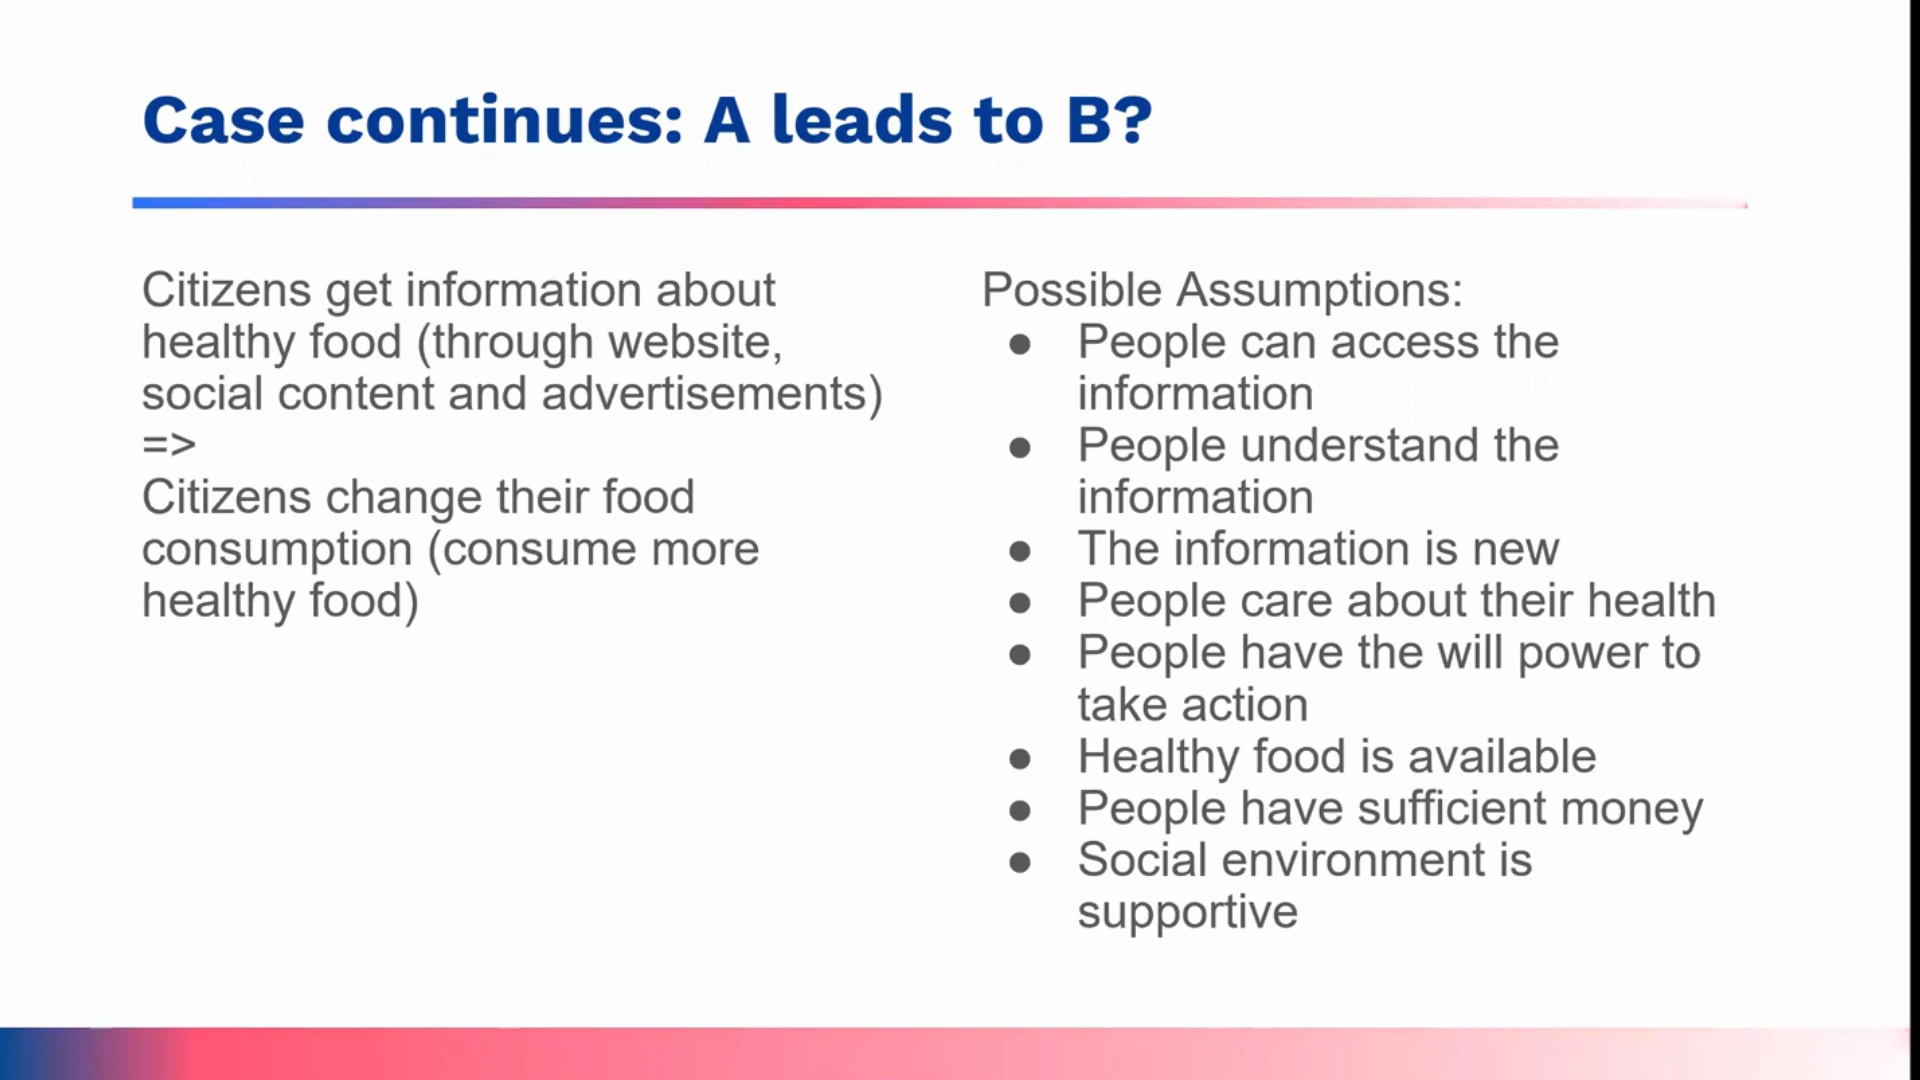 Case continues: A leads to B?
Citizens get information about
healthy food (through website,
social content and advertisements)
=>
Citizens change their food
consumption (consume more
healthy food)
Possible Assumptions:
● People can access the
information
● People understand the
information
● The information is new
● People care about their health
● People have the will power to
take action
● Healthy food is available
● People have sufficient money
● Social environment is
supportive